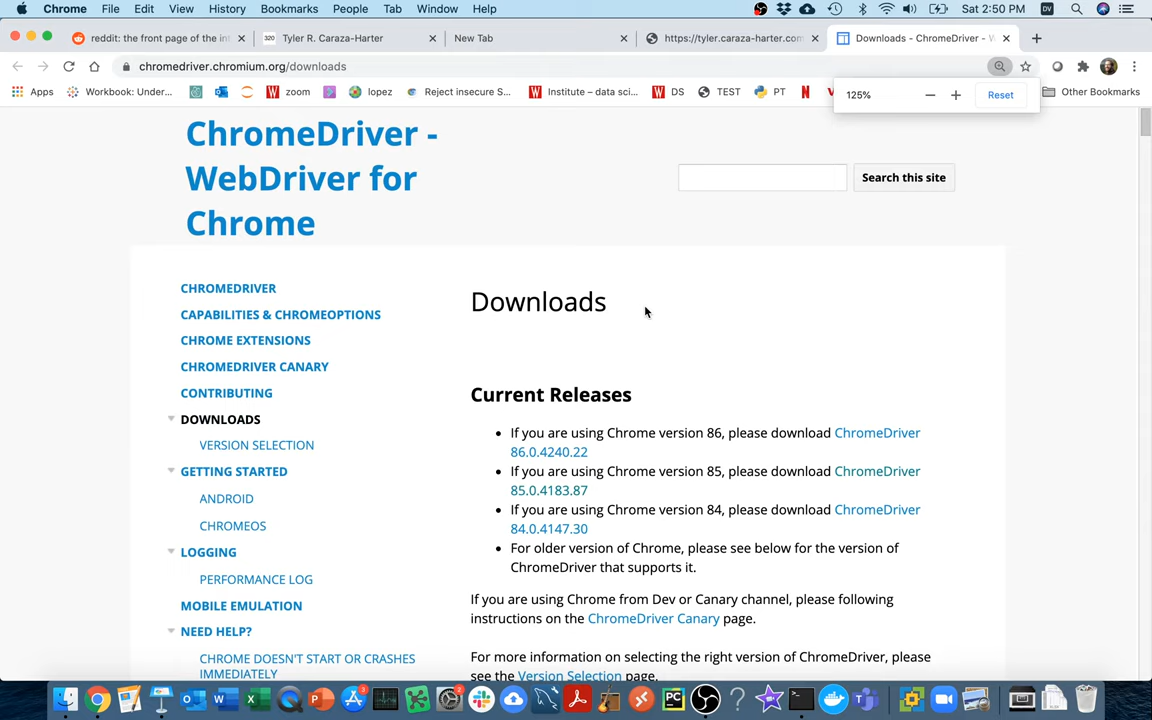 Chrome File Edit View History Bookmarks People Tab Window Help Sat 2:50 PM DV
reddit: the front page of the int Tyler R. Caraza-Harter New Tab https://tyler.caraza-harter.com Downloads - ChromeDriver - W
chromedriver.chromium.org/downloads
Apps Workbook: Under... zoom lopez Reject insecure S... Institute – data sci... DS TEST PT Other Bookmarks
125% Reset
ChromeDriver -
WebDriver for
Chrome
Search this site
CHROMEDRIVER
CAPABILITIES & CHROMEOPTIONS
CHROME EXTENSIONS
CHROMEDRIVER CANARY
CONTRIBUTING
DOWNLOADS
VERSION SELECTION
GETTING STARTED
ANDROID
CHROMEOS
LOGGING
PERFORMANCE LOG
MOBILE EMULATION
NEED HELP?
CHROME DOESN'T START OR CRASHES
IMMEDIATELY
Downloads
Current Releases
If you are using Chrome version 86, please download ChromeDriver
86.0.4240.22
If you are using Chrome version 85, please download ChromeDriver
85.0.4183.87
If you are using Chrome version 84, please download ChromeDriver
84.0.4147.30
For older version of Chrome, please see below for the version of
ChromeDriver that supports it.
If you are using Chrome from Dev or Canary channel, please following
instructions on the ChromeDriver Canary page.
For more information on selecting the right version of ChromeDriver, please
see the Version Selection page.